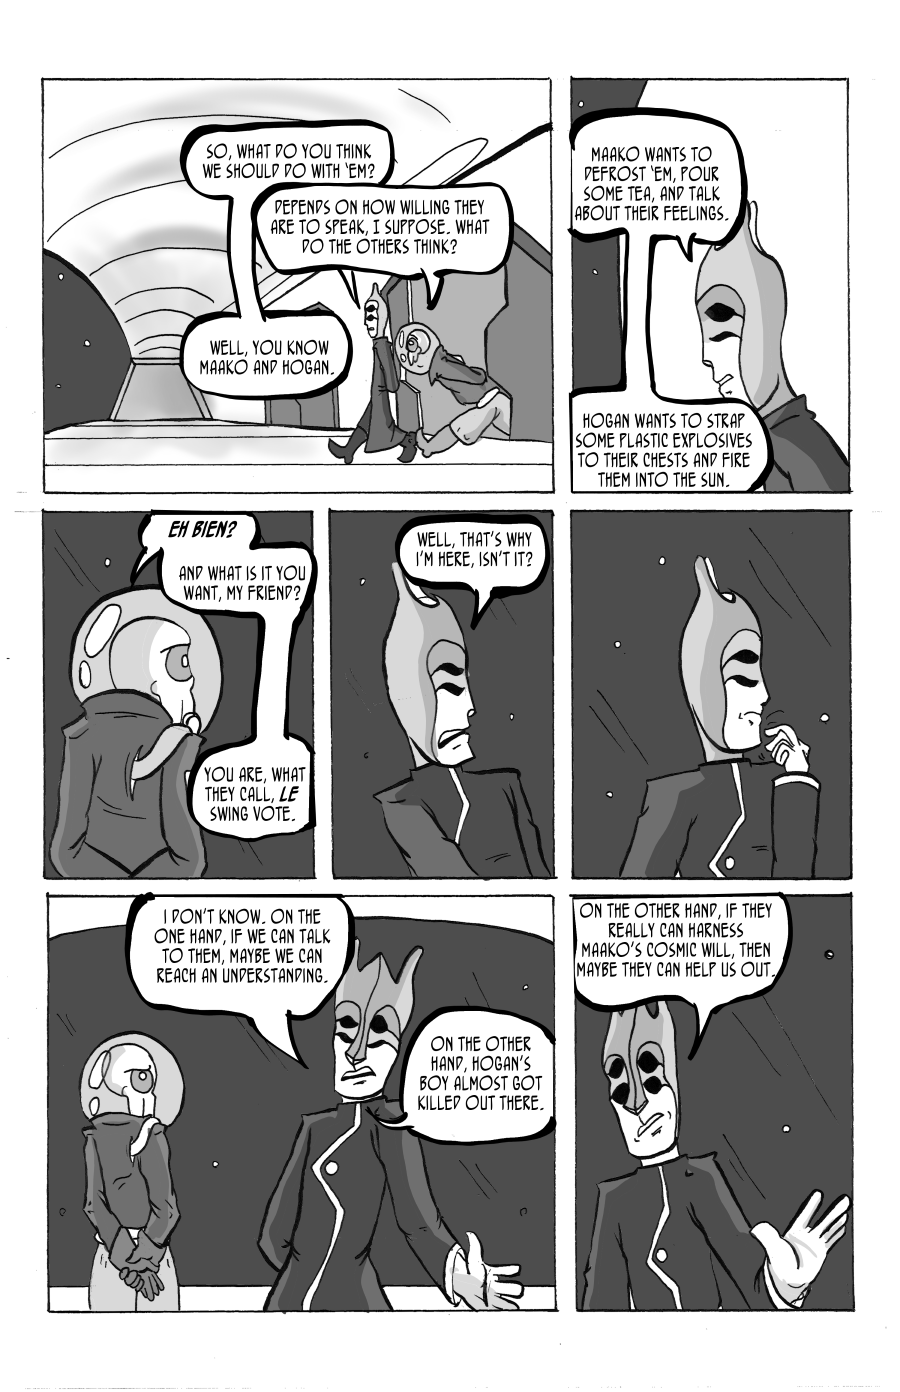 SO, WHAT DO YOU THINK
WE SHOULD DO WITH 'EM?
DEPENDS ON HOW WILLING THEY
ARE TO SPEAK, I SUPPOSE. WHAT
DO THE OTHERS THINK?
WELL, YOU KNOW
MAAKO AND HOGAN.
MAAKO WANTS TO
DEFROST 'EM, POUR
SOME TEA, AND TALK
ABOUT THEIR FEELINGS.
HOGAN WANTS TO STRAP
SOME PLASTIC EXPLOSIVES
TO THEIR CHESTS AND FIRE
THEM INTO THE SUN.
EH BIEN?
AND WHAT IS IT YOU
WANT, MY FRIEND?
YOU ARE, WHAT
THEY CALL, LE
SWING VOTE.
WELL, THAT'S WHY
I'M HERE, ISN'T IT?
I DON'T KNOW. ON THE
ONE HAND, IF WE CAN TALK
TO THEM, MAYBE WE CAN
REACH AN UNDERSTANDING.
ON THE OTHER
HAND, HOGAN'S
BOY ALMOST GOT
KILLED OUT THERE.
ON THE OTHER HAND, IF THEY
REALLY CAN HARNESS
MAAKO'S COSMIC WILL, THEN
MAYBE THEY CAN HELP US OUT.